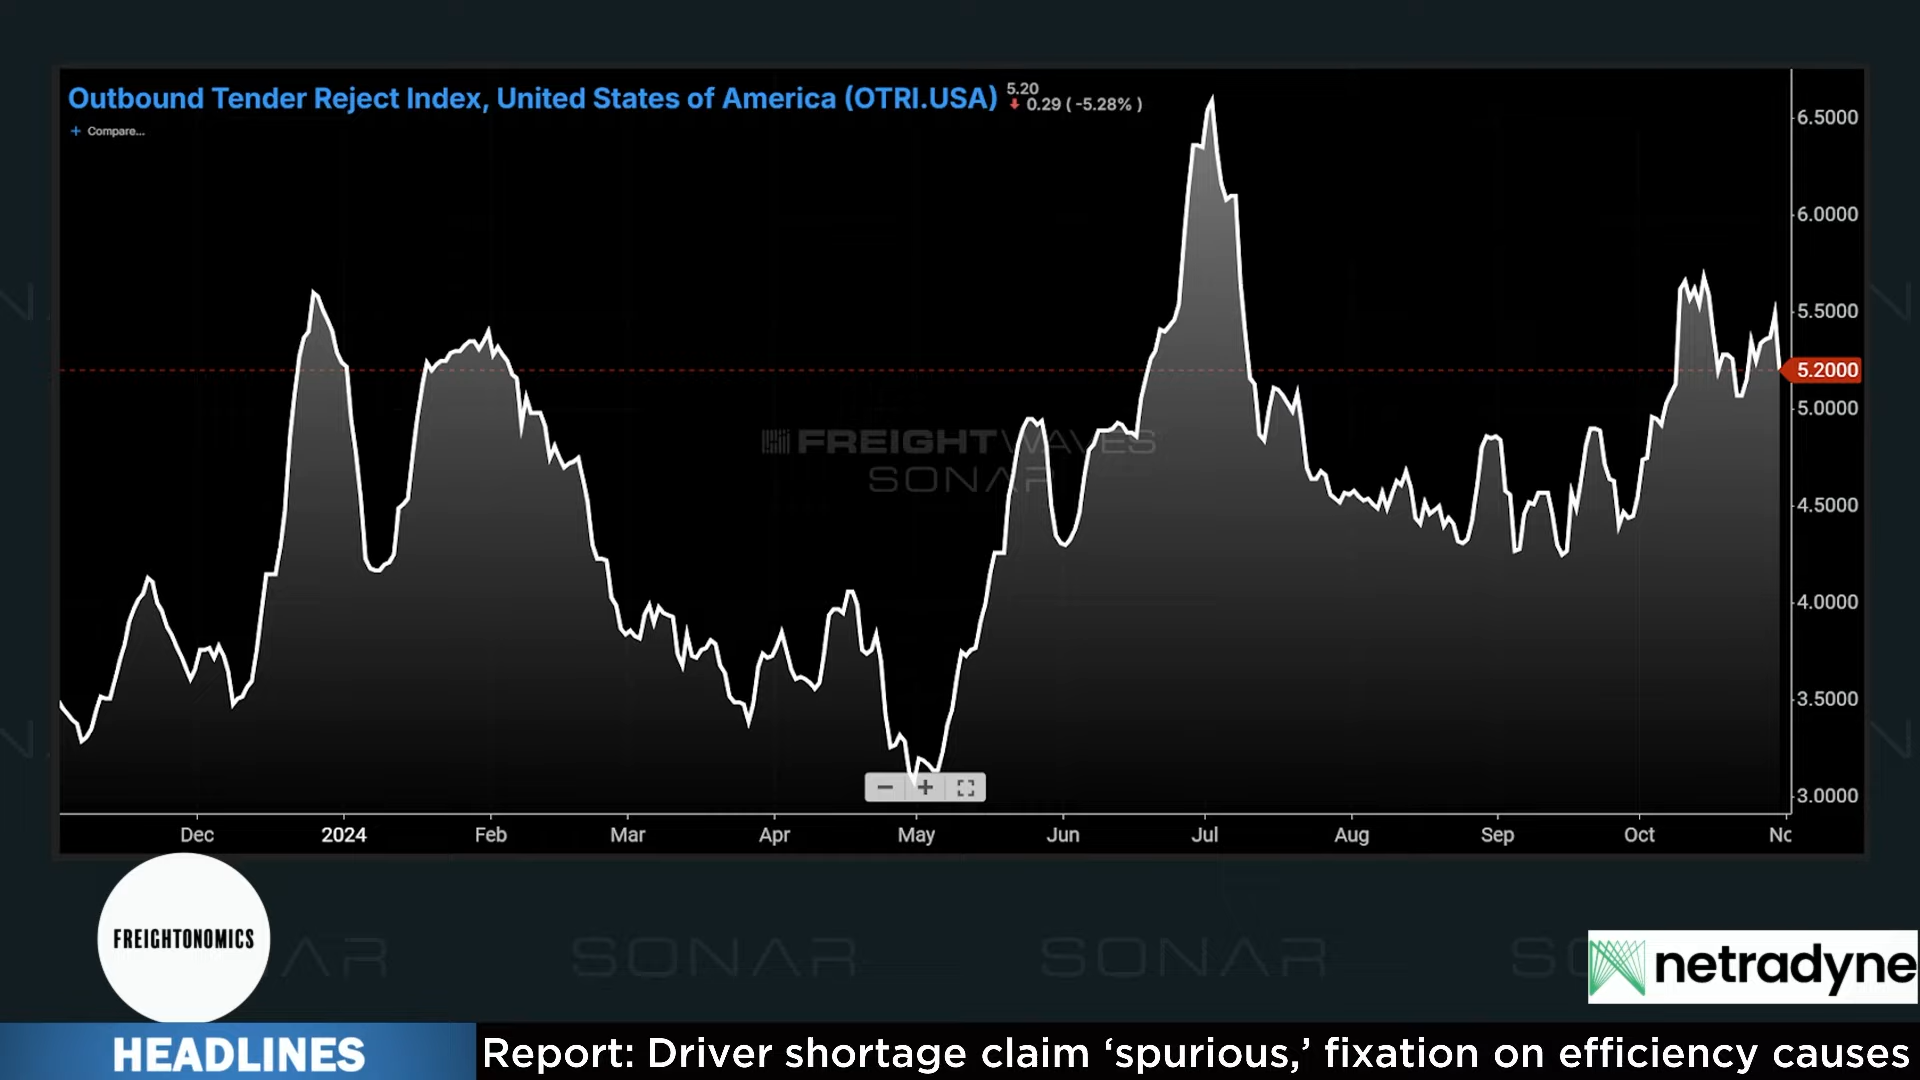 Outbound Tender Reject Index, United States of America (OTRI.USA) 5.20
0.29 ( -5.28% )
+ Compare...
6.5000
6.0000
5.5000
5.2000
5.0000
4.5000
4.0000
3.5000
3.0000
FREIGHTWAVES
SONAR
Dec 2024 Feb Mar Apr May Jun Jul Aug Sep Oct Nc
FREIGHTONOMICS
SONAR SONAR
netradyne
HEADLINES
Report: Driver shortage claim ‘spurious,’ fixation on efficiency causes